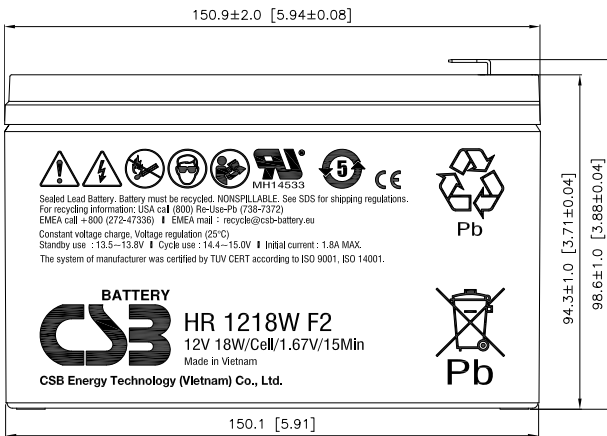 150.9±2.0 [5.94±0.08]
MH14533
5
CE
Sealed Lead Battery. Battery must be recycled. NONSPILLABLE. See SDS for shipping regulations.
For recycling information: USA call (800) Re-Use-Pb (738-7372)
EMEA call +800 (272-47336) ▮ EMEA mail : recycle@csb-battery.eu
Constant voltage charge, Voltage regulation (25°C)
Standby use : 13.5~13.8V ▮ Cycle use : 14.4~15.0V ▮ Initial current : 1.8A MAX.
The system of manufacturer was certified by TUV CERT according to ISO 9001, ISO 14001.
Pb
94.3±1.0 [3.71±0.04]
98.6±1.0 [3.88±0.04]
BATTERY
CSB
HR 1218W F2
12V 18W/Cell/1.67V/15Min
Made in Vietnam
CSB Energy Technology (Vietnam) Co., Ltd.
Pb
150.1 [5.91]